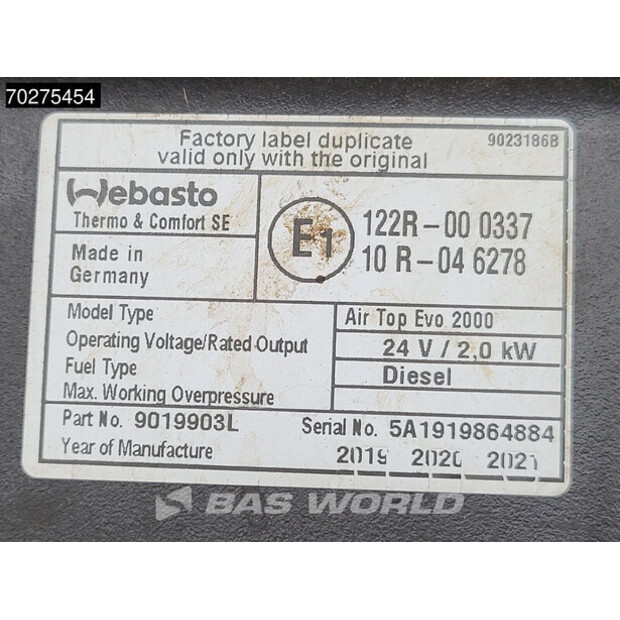 70275454
Factory label duplicate
valid only with the original
9023186B
Webasto
Thermo & Comfort SE
E1
122R-00 0337
10 R-04 6278
Made in
Germany
Model Type
Air Top Evo 2000
Operating Voltage/Rated Output
24 V / 2,0 kW
Fuel Type
Diesel
Max. Working Overpressure
Part No. 9019903L
Serial No. 5A1919864884
Year of Manufacture
2019 2020 2021
BAS WORLD